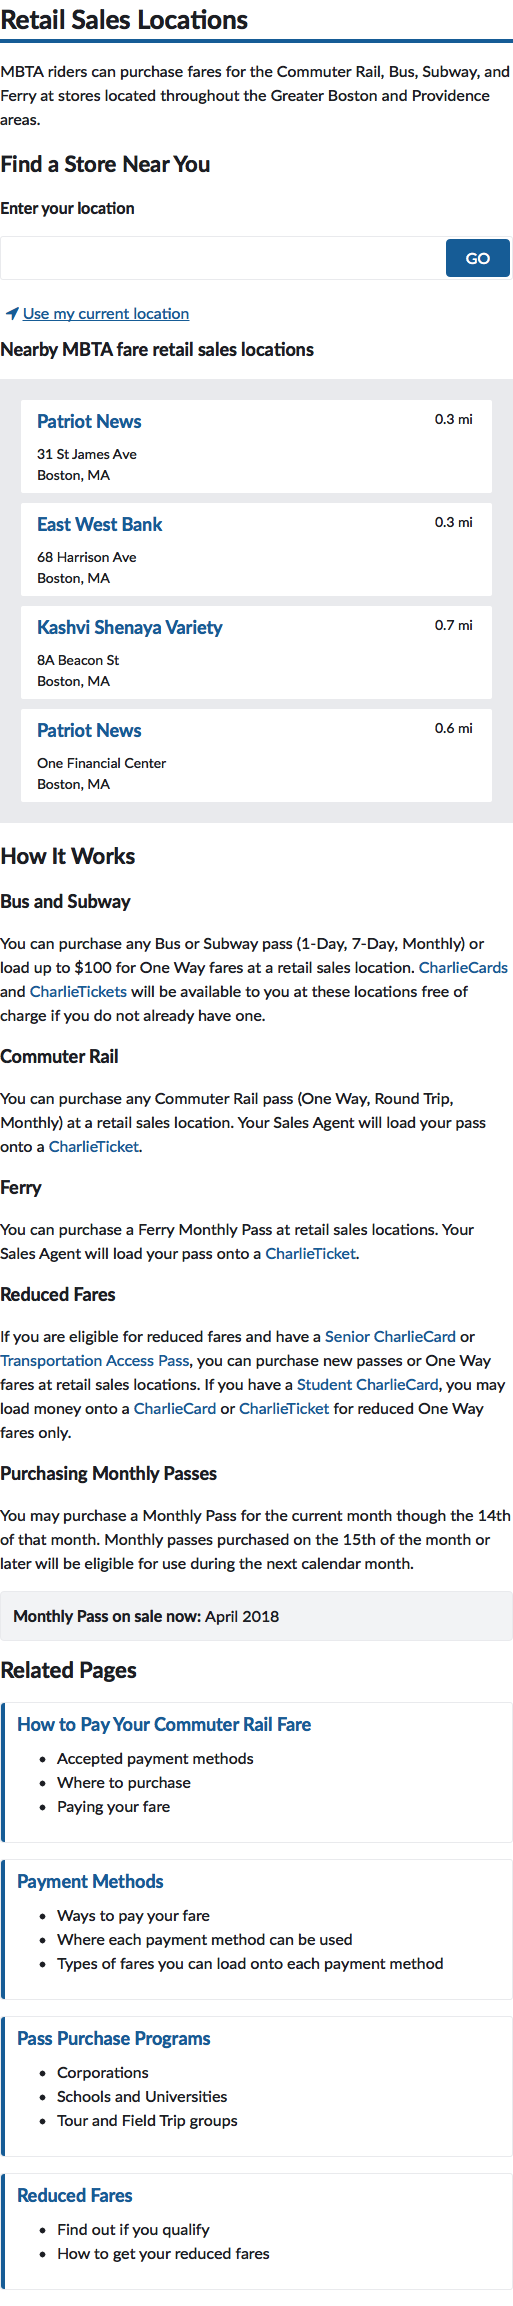 Retail Sales Locations
MBTA riders can purchase fares for the Commuter Rail, Bus, Subway, and
Ferry at stores located throughout the Greater Boston and Providence
areas.
Find a Store Near You
Enter your location
GO
Use my current location
Nearby MBTA fare retail sales locations
Patriot News 0.3 mi
31 St James Ave
Boston, MA
East West Bank 0.3 mi
68 Harrison Ave
Boston, MA
Kashvi Shenaya Variety 0.7 mi
8A Beacon St
Boston, MA
Patriot News 0.6 mi
One Financial Center
Boston, MA
How It Works
Bus and Subway
You can purchase any Bus or Subway pass (1-Day, 7-Day, Monthly) or
load up to $100 for One Way fares at a retail sales location. CharlieCards
and CharlieTickets will be available to you at these locations free of
charge if you do not already have one.
Commuter Rail
You can purchase any Commuter Rail pass (One Way, Round Trip,
Monthly) at a retail sales location. Your Sales Agent will load your pass
onto a CharlieTicket.
Ferry
You can purchase a Ferry Monthly Pass at retail sales locations. Your
Sales Agent will load your pass onto a CharlieTicket.
Reduced Fares
If you are eligible for reduced fares and have a Senior CharlieCard or
Transportation Access Pass, you can purchase new passes or One Way
fares at retail sales locations. If you have a Student CharlieCard, you may
load money onto a CharlieCard or CharlieTicket for reduced One Way
fares only.
Purchasing Monthly Passes
You may purchase a Monthly Pass for the current month though the 14th
of that month. Monthly passes purchased on the 15th of the month or
later will be eligible for use during the next calendar month.
Monthly Pass on sale now: April 2018
Related Pages
How to Pay Your Commuter Rail Fare
• Accepted payment methods
• Where to purchase
• Paying your fare
Payment Methods
• Ways to pay your fare
• Where each payment method can be used
• Types of fares you can load onto each payment method
Pass Purchase Programs
• Corporations
• Schools and Universities
• Tour and Field Trip groups
Reduced Fares
• Find out if you qualify
• How to get your reduced fares